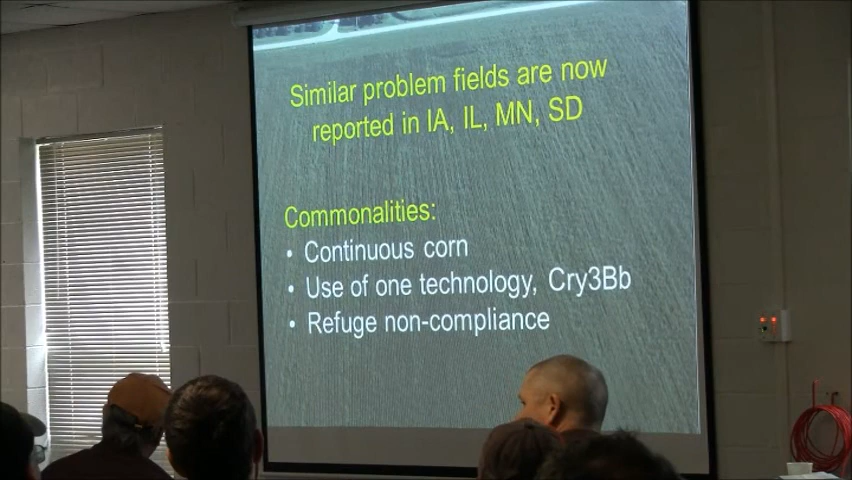 Similar problem fields are now
reported in IA, IL, MN, SD
Commonalities:
• Continuous corn
• Use of one technology, Cry3Bb
• Refuge non-compliance